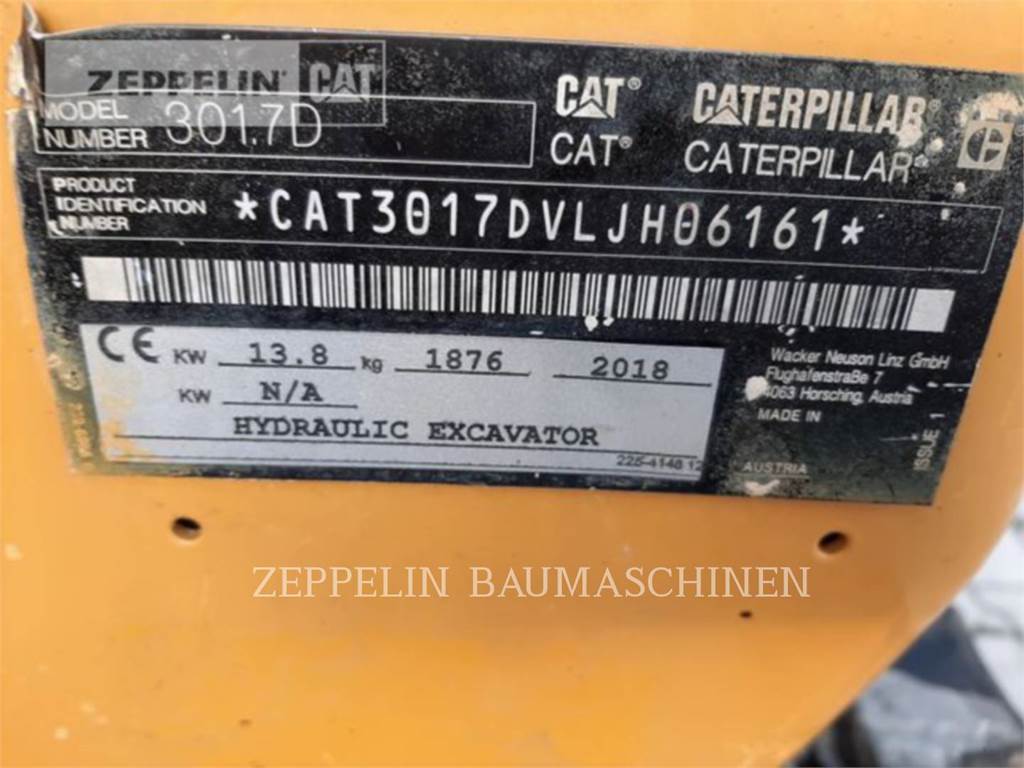 ZEPPELIN CAT
MODEL
NUMBER 301.7D
CAT® CATERPILLAR®
CAT® CATERPILLAR®
PRODUCT
IDENTIFICATION
NUMBER
*CAT3017DVLJH06161*
CE KW 13.8 kg 1876 2018
KW N/A
HYDRAULIC EXCAVATOR
225-4148 12
Wacker Neuson Linz GmbH
Flughafenstraße 7
4063 Horsching, Austria
MADE IN
AUSTRIA
ISSUE 1
ZEPPELIN BAUMASCHINEN